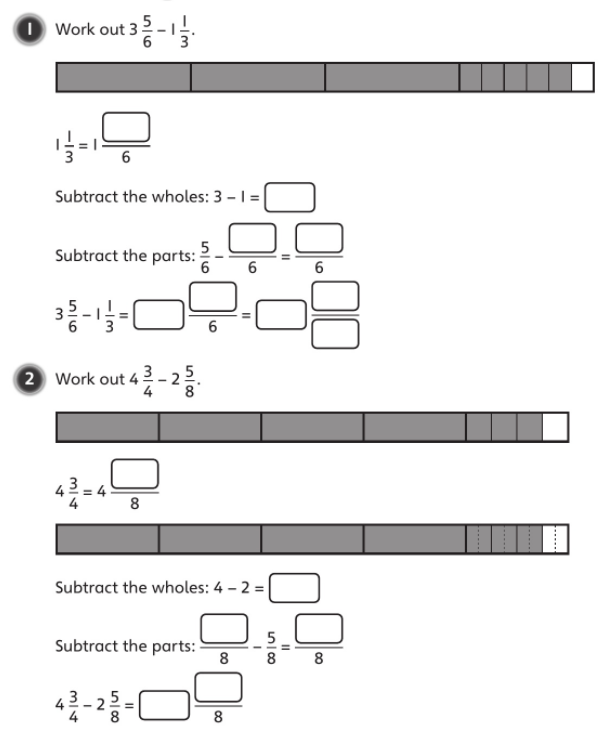 1 Work out 3 5/6 – 1 1/3.
1 1/3 = 1 □/6
Subtract the wholes: 3 – 1 = □
Subtract the parts: 5/6 – □/6 = □/6
3 5/6 – 1 1/3 = □ □/6 = □ □/□
2 Work out 4 3/4 – 2 5/8.
4 3/4 = 4 □/8
Subtract the wholes: 4 – 2 = □
Subtract the parts: □/8 – 5/8 = □/8
4 3/4 – 2 5/8 = □ □/8